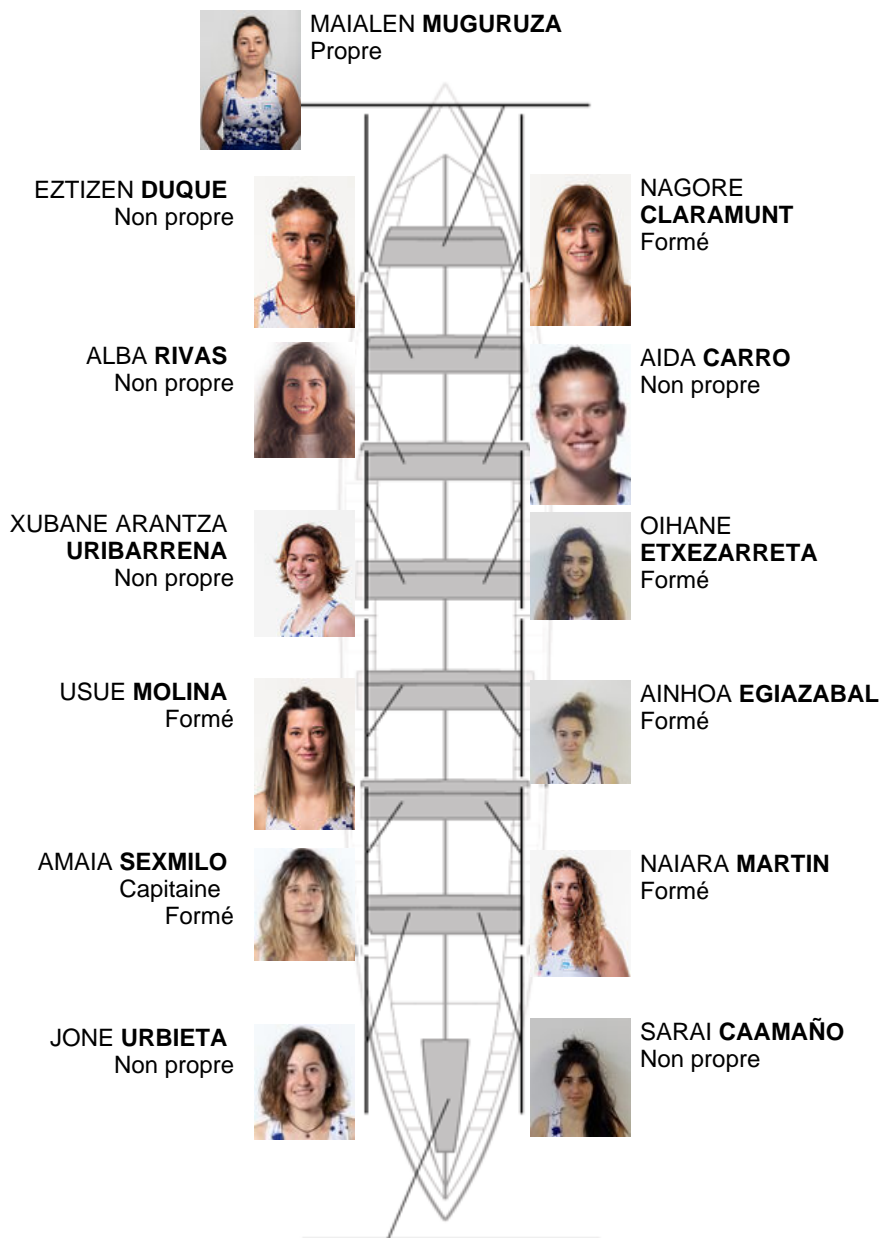 MAIALEN MUGURUZA
Propre
EZTIZEN DUQUE
Non propre
NAGORE
CLARAMUNT
Formé
ALBA RIVAS
Non propre
AIDA CARRO
Non propre
XUBANE ARANTZA
URIBARRENA
Non propre
OIHANE
ETXEZARRETA
Formé
USUE MOLINA
Formé
AINHOA EGIAZABAL
Formé
AMAIA SEXMILO
Capitaine
Formé
NAIARA MARTIN
Formé
JONE URBIETA
Non propre
SARAI CAAMAÑO
Non propre